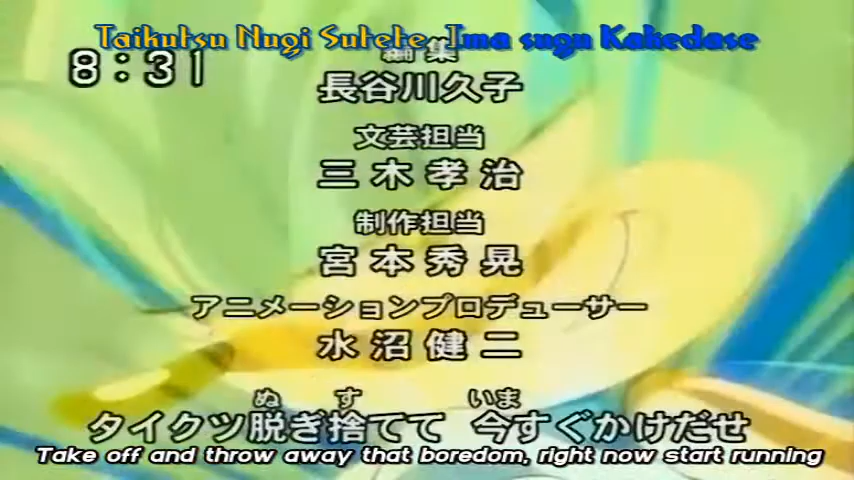 Taikutsu Nugi Sutete Ima sugu Kakedase
編集
8:31
長谷川久子
文芸担当
三木孝治
制作担当
宮本秀晃
アニメーションプロデューサー
水沼健二
ぬ す いま
タイクツ脱ぎ捨てて 今すぐかけだせ
Take off and throw away that boredom, right now start running